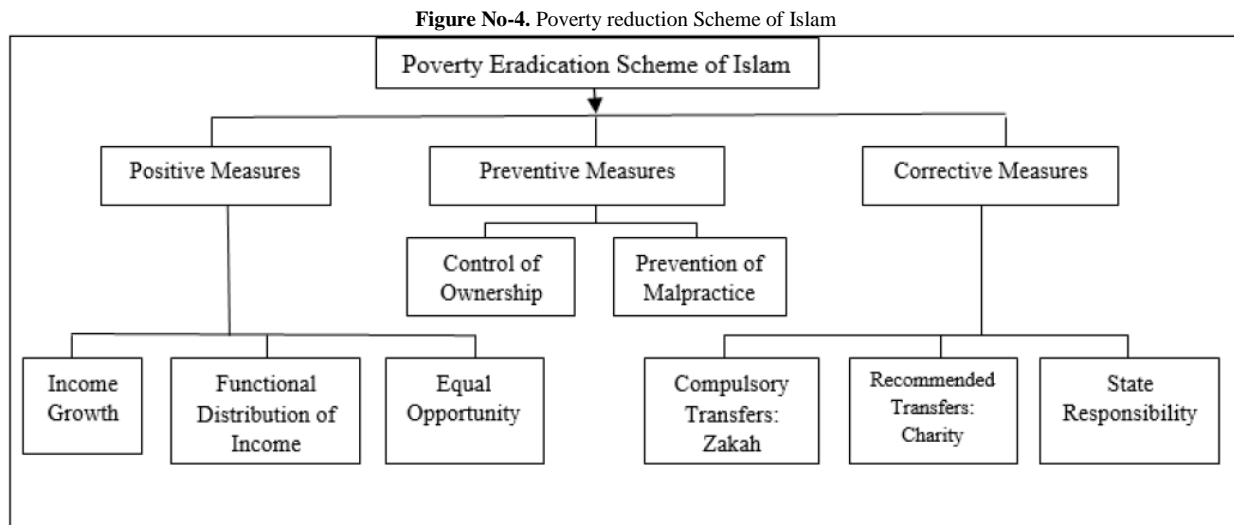 Figure No-4. Poverty reduction Scheme of Islam
Poverty Eradication Scheme of Islam
Positive Measures
Preventive Measures
Corrective Measures
Control of
Ownership
Prevention of
Malpractice
Income
Growth
Functional
Distribution of
Income
Equal
Opportunity
Compulsory
Transfers:
Zakah
Recommended
Transfers:
Charity
State
Responsibility